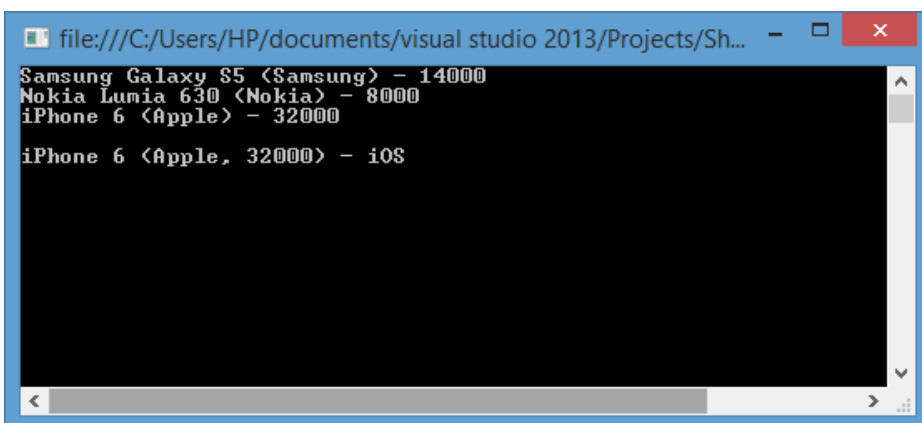 file:///C:/Users/HP/documents/visual studio 2013/Projects/Sh...
Samsung Galaxy S5 (Samsung) - 14000
Nokia Lumia 630 (Nokia) - 8000
iPhone 6 (Apple) - 32000
iPhone 6 (Apple, 32000) - iOS